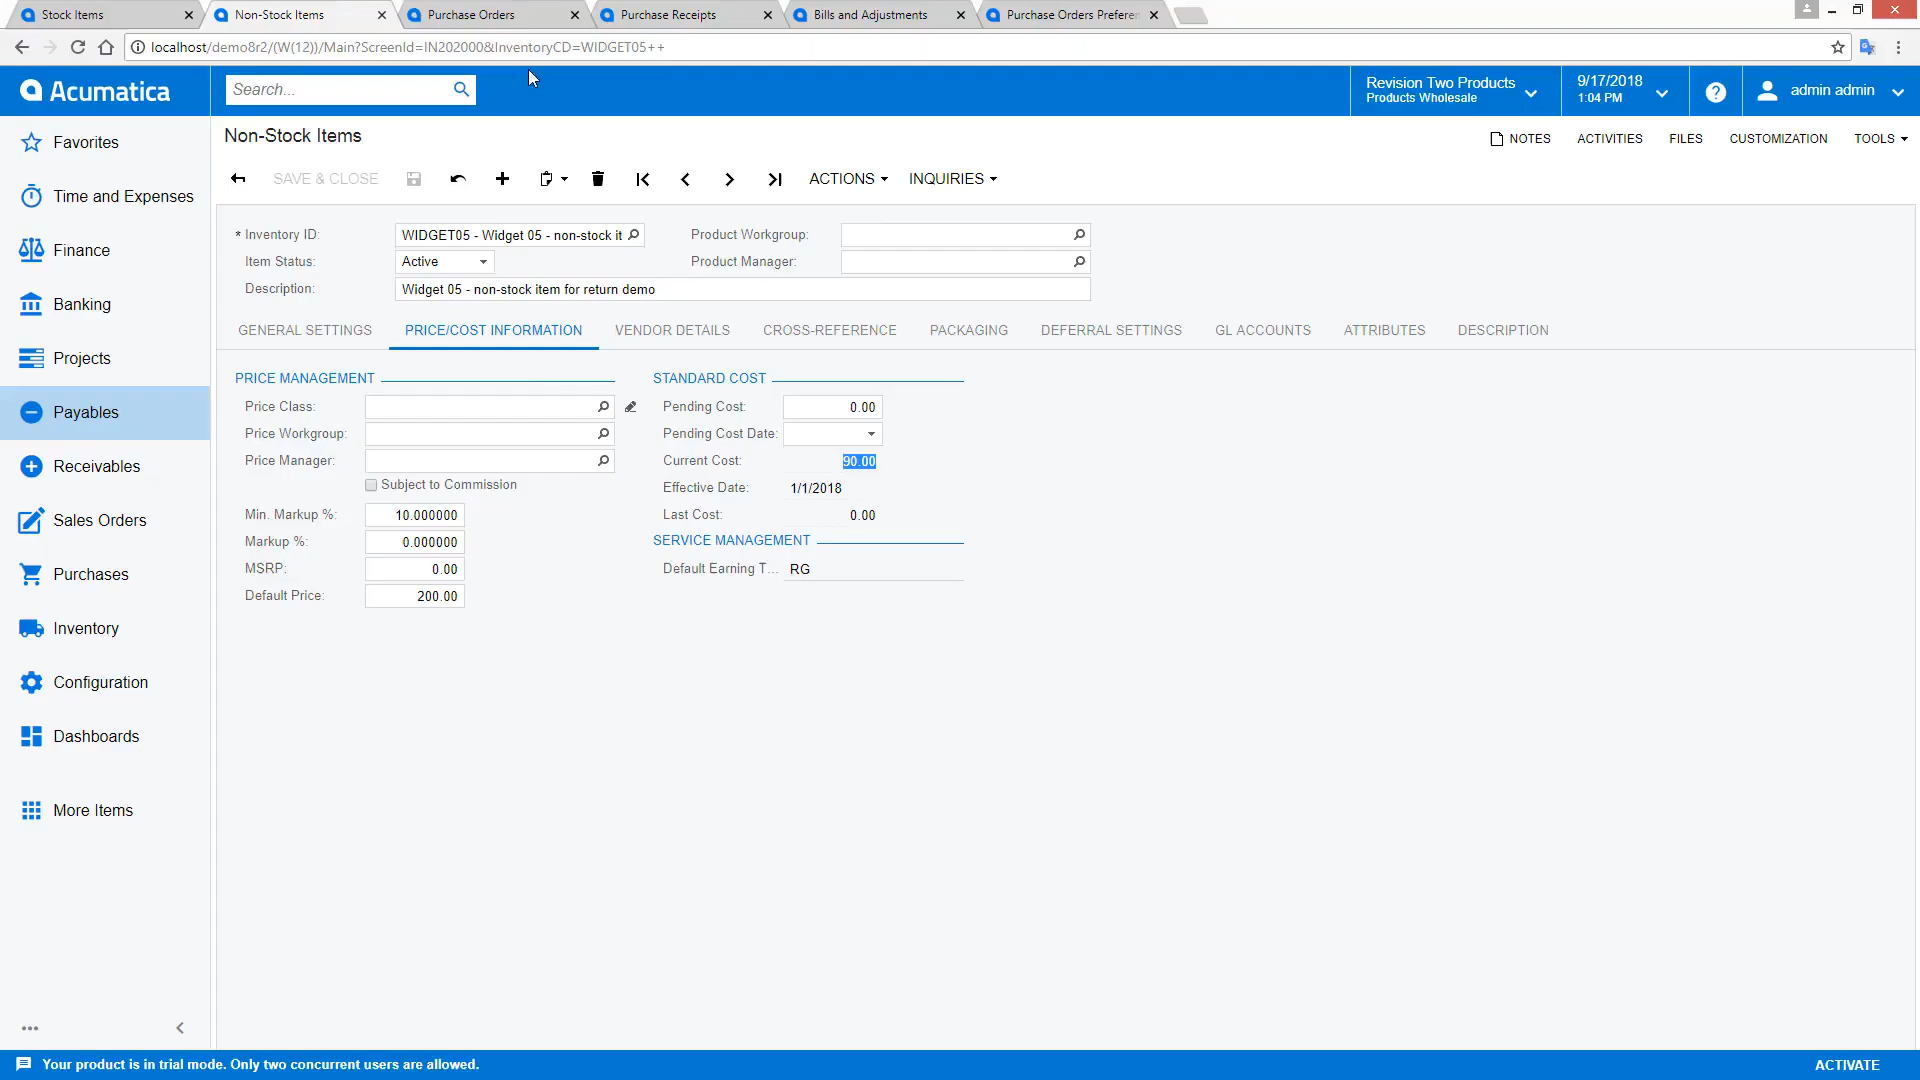 Stock Items
Non-Stock Items
Purchase Orders
Purchase Receipts
Bills and Adjustments
Purchase Orders Preferen
localhost/demo8r2/(W(12))/Main?ScreenId=IN202000&InventoryCD=WIDGET05++
Acumatica
Search...
Revision Two Products
Products Wholesale
9/17/2018
1:04 PM
?
admin admin
Non-Stock Items
NOTES
ACTIVITIES
FILES
CUSTOMIZATION
TOOLS
SAVE & CLOSE
ACTIONS
INQUIRIES
Favorites
Time and Expenses
Finance
Banking
Projects
Payables
Receivables
Sales Orders
Purchases
Inventory
Configuration
Dashboards
More Items
* Inventory ID: WIDGET05 - Widget 05 - non-stock it
Product Workgroup:
Item Status: Active
Product Manager:
Description: Widget 05 - non-stock item for return demo
GENERAL SETTINGS
PRICE/COST INFORMATION
VENDOR DETAILS
CROSS-REFERENCE
PACKAGING
DEFERRAL SETTINGS
GL ACCOUNTS
ATTRIBUTES
DESCRIPTION
PRICE MANAGEMENT
Price Class:
Price Workgroup:
Price Manager:
Subject to Commission
Min. Markup %: 10.000000
Markup %: 0.000000
MSRP: 0.00
Default Price: 200.00
STANDARD COST
Pending Cost: 0.00
Pending Cost Date:
Current Cost: 90.00
Effective Date: 1/1/2018
Last Cost: 0.00
SERVICE MANAGEMENT
Default Earning T... RG
Your product is in trial mode. Only two concurrent users are allowed.
ACTIVATE